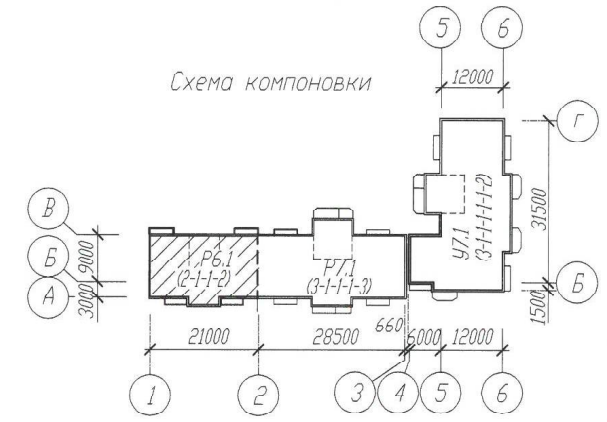 5 6
12000
Схема компоновки
Г
31500
У7.1
(3-1-1-1-1-2)
В
Б
А
9000
3000
Р6.1
(2-1-1-2)
Р7.1
(3-1-1-1-3)
Б
1500
660
21000 28500 6000 12000
1 2 3 4 5 6